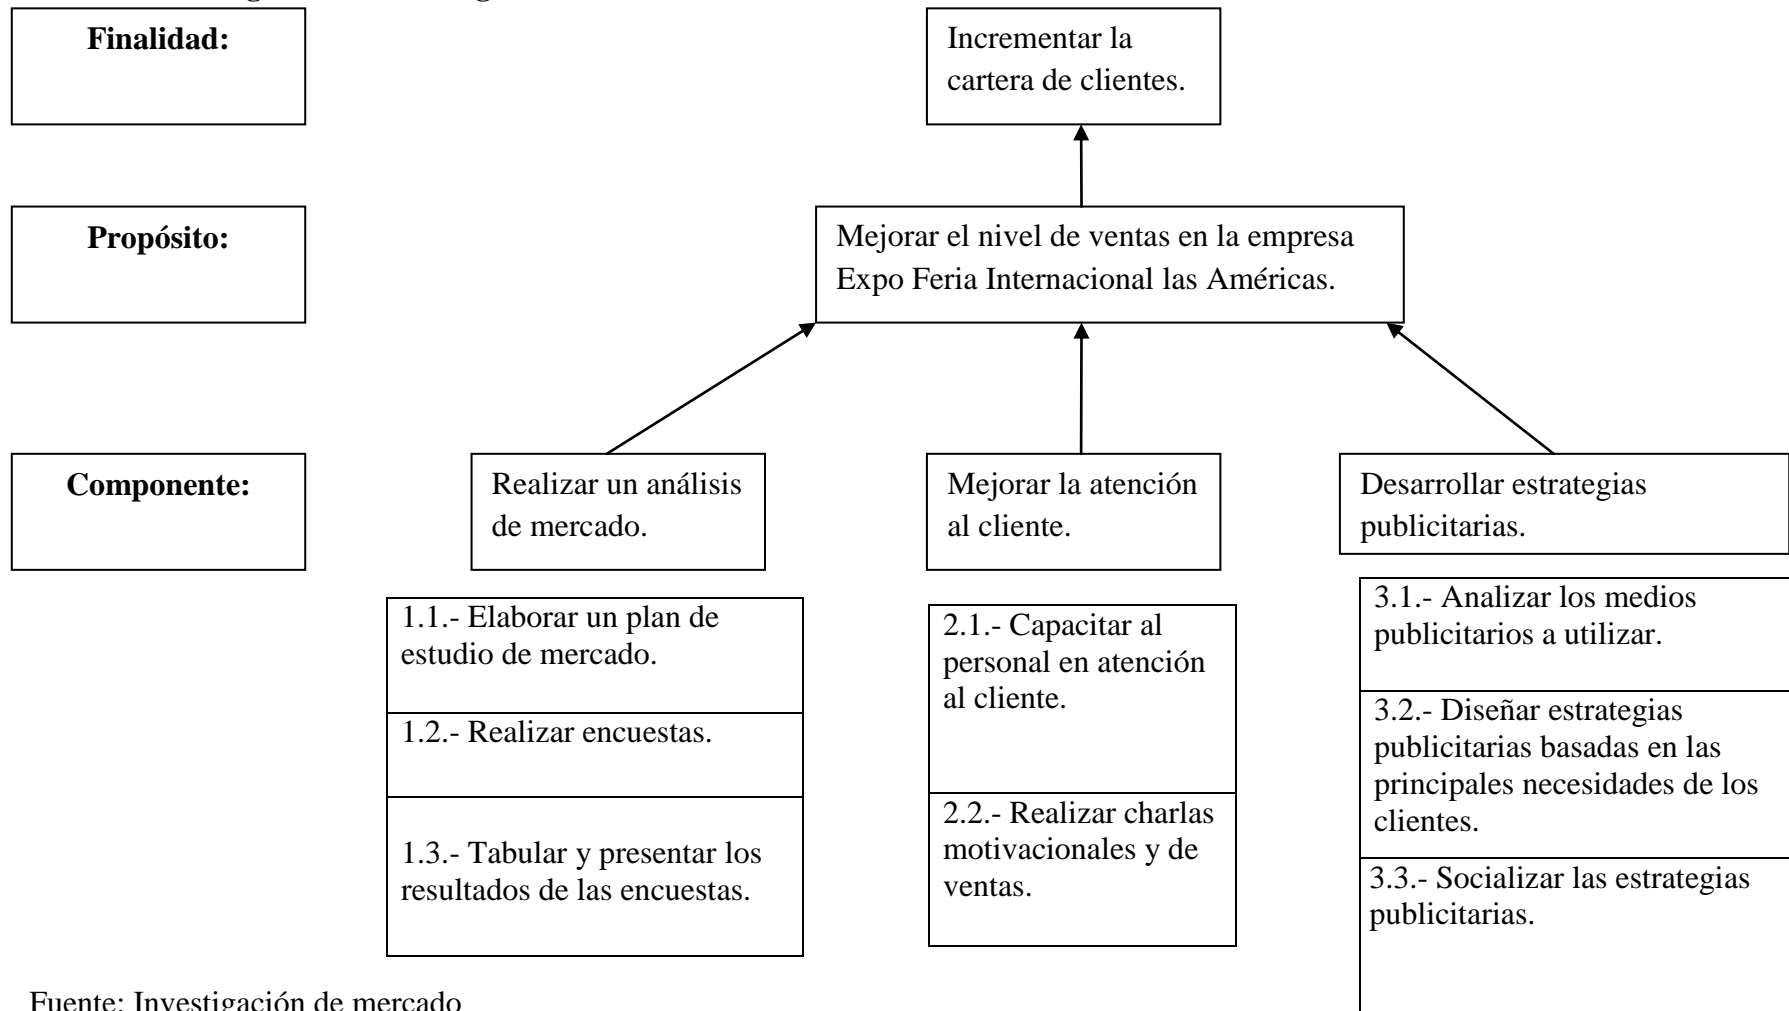 Finalidad:
Incrementar la
cartera de clientes.
Propósito:
Mejorar el nivel de ventas en la empresa
Expo Feria Internacional las Américas.
Componente:
Realizar un análisis
de mercado.
Mejorar la atención
al cliente.
Desarrollar estrategias
publicitarias.
1.1.- Elaborar un plan de
estudio de mercado.
1.2.- Realizar encuestas.
1.3.- Tabular y presentar los
resultados de las encuestas.
2.1.- Capacitar al
personal en atención
al cliente.
2.2.- Realizar charlas
motivacionales y de
ventas.
3.1.- Analizar los medios
publicitarios a utilizar.
3.2.- Diseñar estrategias
publicitarias basadas en las
principales necesidades de los
clientes.
3.3.- Socializar las estrategias
publicitarias.
Fuente: Investigación de mercado